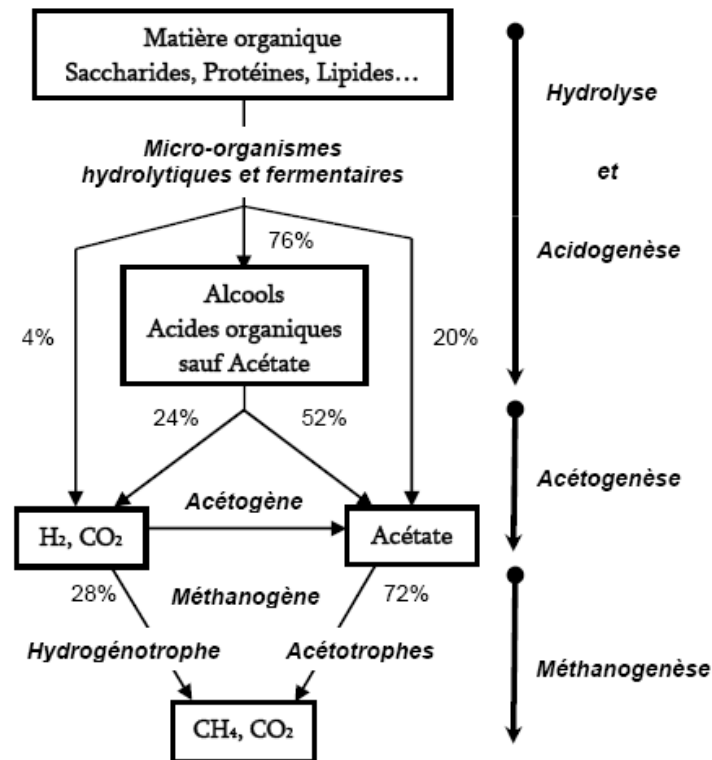 Matière organique
Saccharides, Protéines, Lipides...
Hydrolyse
Micro-organismes
hydrolytiques et fermentaires
et
76%
Acidogenèse
Alcools
Acides organiques
sauf Acétate
4%
20%
24%
52%
Acétogenèse
Acétogène
H₂, CO₂
Acétate
28%
Méthanogène
72%
Hydrogénotrophe
Acétotrophes
Méthanogenèse
CH₄, CO₂